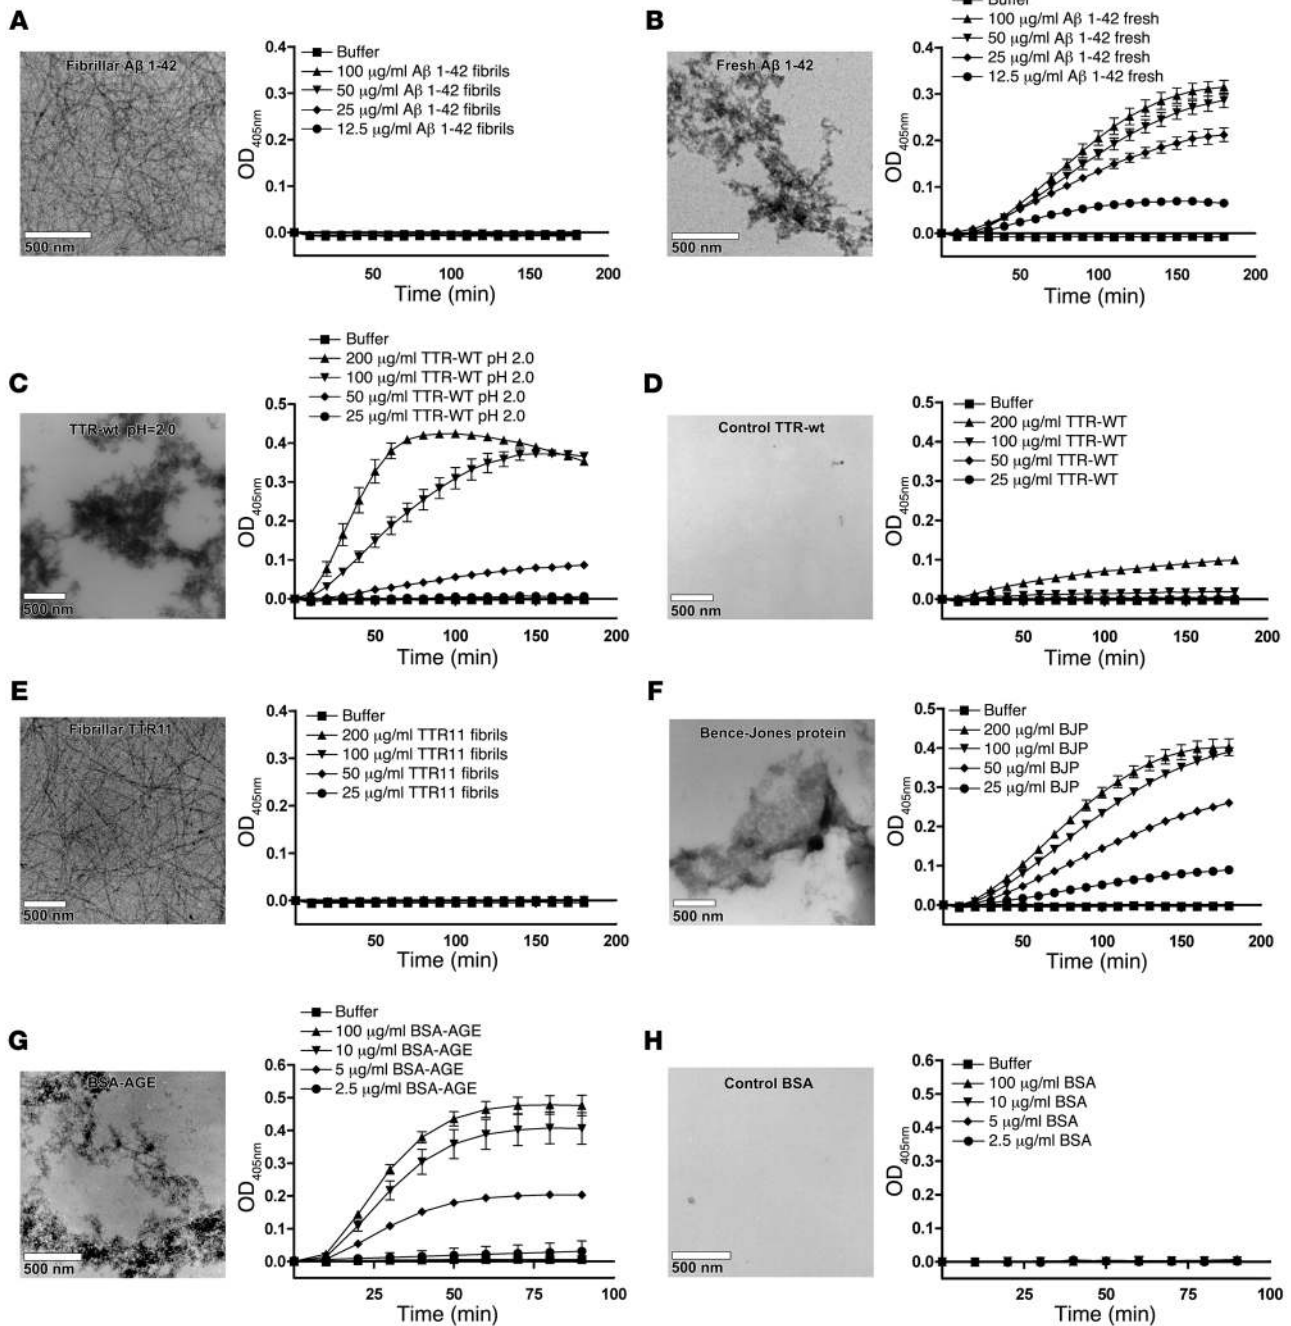 A
Fibrillar Aβ 1-42
500 nm
0.4
0.3
0.2
0.1
0.0
OD405nm
Buffer
100 μg/ml Aβ 1-42 fibrils
50 μg/ml Aβ 1-42 fibrils
25 μg/ml Aβ 1-42 fibrils
12.5 μg/ml Aβ 1-42 fibrils
50 100 150 200
Time (min)
B
Fresh Aβ 1-42
500 nm
0.4
0.3
0.2
0.1
0.0
OD405nm
Buffer
100 μg/ml Aβ 1-42 fresh
50 μg/ml Aβ 1-42 fresh
25 μg/ml Aβ 1-42 fresh
12.5 μg/ml Aβ 1-42 fresh
50 100 150 200
Time (min)
C
TTR-wt pH=2.0
500 nm
Buffer
200 μg/ml TTR-WT pH 2.0
100 μg/ml TTR-WT pH 2.0
50 μg/ml TTR-WT pH 2.0
25 μg/ml TTR-WT pH 2.0
0.5
0.4
0.3
0.2
0.1
0.0
OD405nm
50 100 150 200
Time (min)
D
Control TTR-wt
500 nm
0.5
0.4
0.3
0.2
0.1
0.0
OD405nm
Buffer
200 μg/ml TTR-WT
100 μg/ml TTR-WT
50 μg/ml TTR-WT
25 μg/ml TTR-WT
50 100 150 200
Time (min)
E
Fibrillar TTR11
500 nm
0.4
0.3
0.2
0.1
0.0
OD405nm
Buffer
200 μg/ml TTR11 fibrils
100 μg/ml TTR11 fibrils
50 μg/ml TTR11 fibrils
25 μg/ml TTR11 fibrils
50 100 150 200
Time (min)
F
Bence-Jones protein
500 nm
0.5
0.4
0.3
0.2
0.1
0.0
OD405nm
Buffer
200 μg/ml BJP
100 μg/ml BJP
50 μg/ml BJP
25 μg/ml BJP
50 100 150 200
Time (min)
G
BSA-AGE
500 nm
Buffer
100 μg/ml BSA-AGE
10 μg/ml BSA-AGE
5 μg/ml BSA-AGE
2.5 μg/ml BSA-AGE
0.6
0.5
0.4
0.3
0.2
0.1
0.0
OD405nm
25 50 75 100
Time (min)
H
Control BSA
500 nm
0.6
0.5
0.4
0.3
0.2
0.1
0.0
OD405nm
Buffer
100 μg/ml BSA
10 μg/ml BSA
5 μg/ml BSA
2.5 μg/ml BSA
25 50 75 100
Time (min)